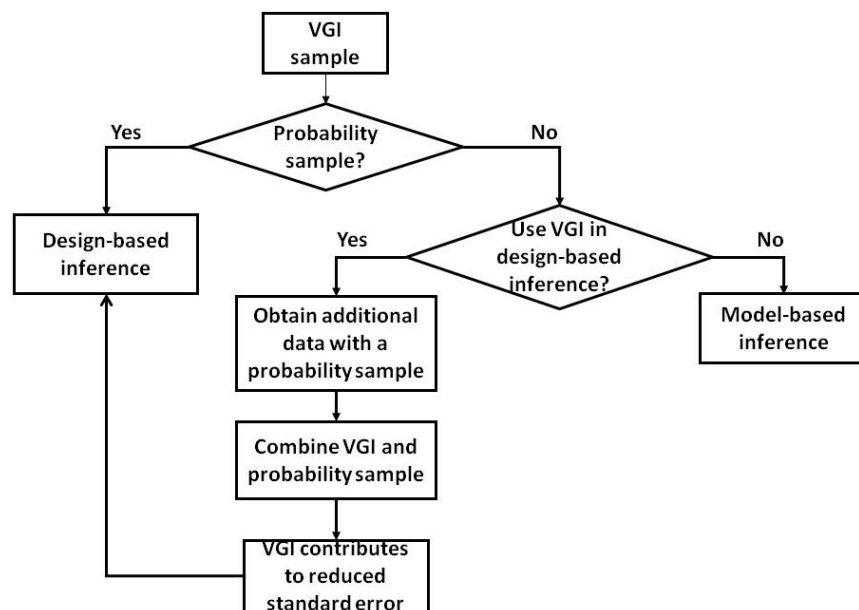 VGI
sample
Probability
sample?
Yes
No
Design-based
inference
Use VGI in
design-based
inference?
Yes
No
Obtain additional
data with a
probability sample
Model-based
inference
Combine VGI and
probability sample
VGI contributes
to reduced
standard error